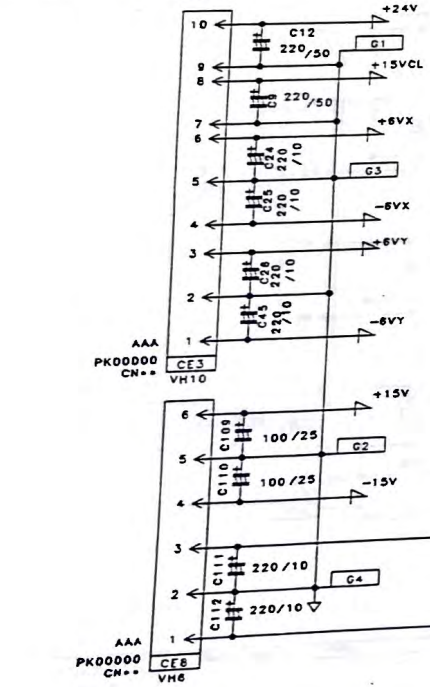 10
+24V
C12
220/50
G1
9
8
+15VCL
C9
220/50
7
6
+6VX
C24
220/10
5
G3
C25
220/10
4
-6VX
3
+6VY
C26
220/10
2
C45
220/10
1
-6VY
AAA
PK00000
CN**
CE3
VH10
6
+15V
C109
100/25
5
G2
C110
100/25
4
-15V
3
C111
220/10
2
G4
C112
220/10
1
AAA
PK00000
CN**
CE8
VH6